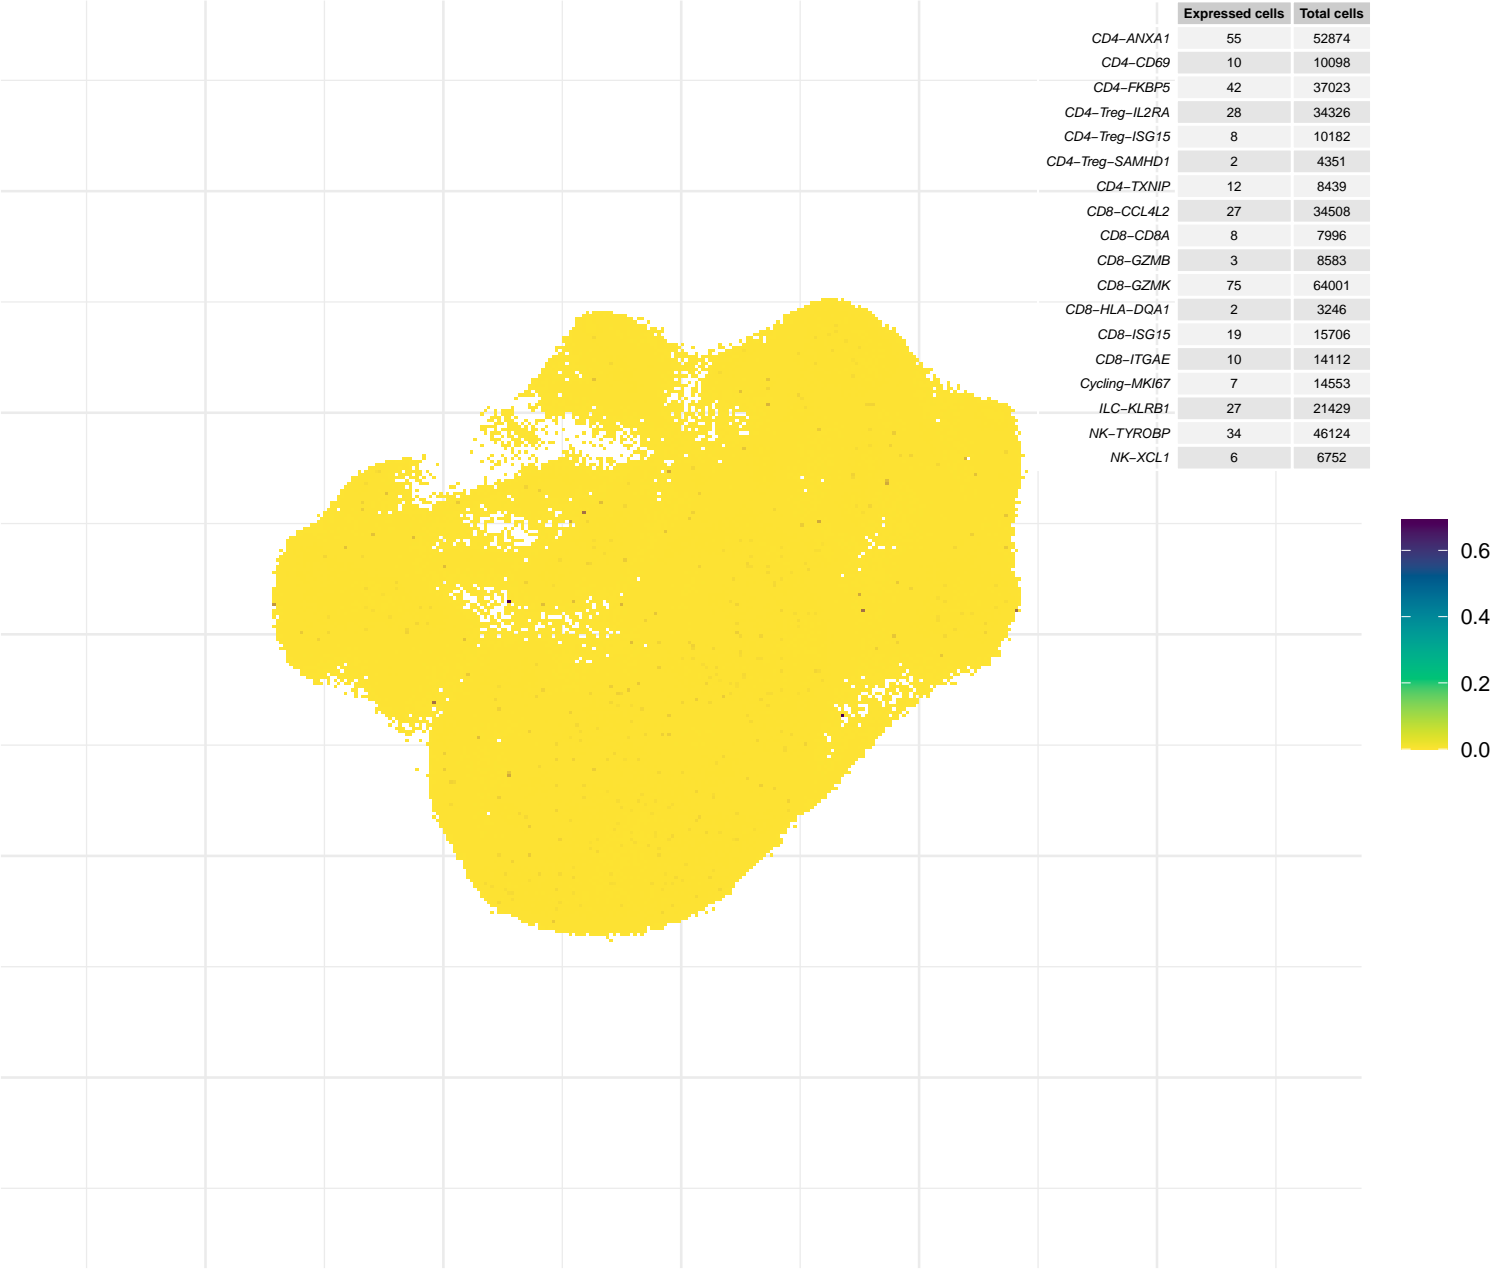 Expressed cells Total cells
CD4−ANXA1 55 52874
CD4−CD69 10 10098
CD4−FKBP5 42 37023
CD4−Treg−IL2RA 28 34326
CD4−Treg−ISG15 8 10182
CD4−Treg−SAMHD1 2 4351
CD4−TXNIP 12 8439
CD8−CCL4L2 27 34508
CD8−CD8A 8 7996
CD8−GZMB 3 8583
CD8−GZMK 75 64001
CD8−HLA−DQA1 2 3246
CD8−ISG15 19 15706
CD8−ITGAE 10 14112
Cycling−MKI67 7 14553
ILC−KLRB1 27 21429
NK−TYROBP 34 46124
NK−XCL1 6 6752
0.6
0.4
0.2
0.0